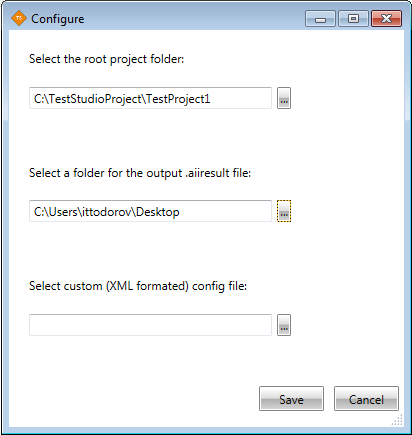 TS Configure
Select the root project folder:
C:\TestStudioProject\TestProject1 ...
Select a folder for the output .aiiresult file:
C:\Users\ittodorov\Desktop ...
Select custom (XML formated) config file:
...
Save Cancel